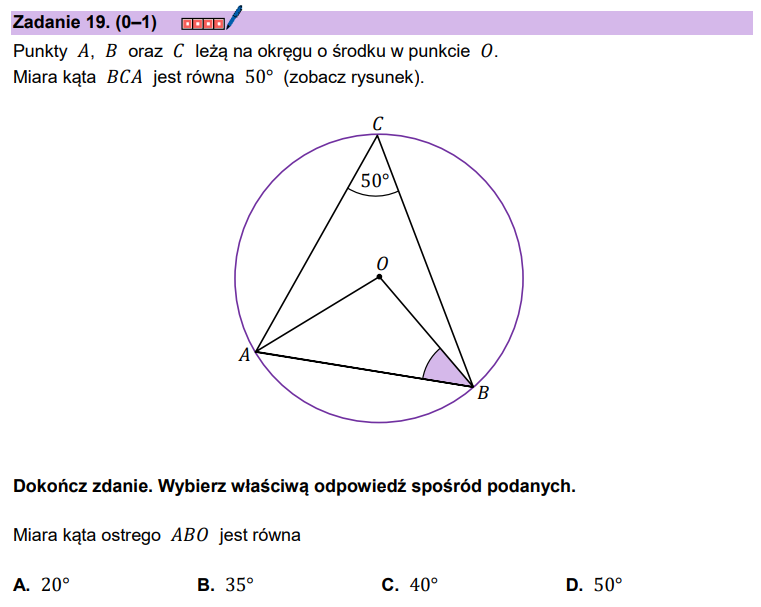 Zadanie 19. (0–1)
Punkty A, B oraz C leżą na okręgu o środku w punkcie O.
Miara kąta BCA jest równa 50° (zobacz rysunek).
C
50°
O
A
B
Dokończ zdanie. Wybierz właściwą odpowiedź spośród podanych.
Miara kąta ostrego ABO jest równa
A. 20° B. 35° C. 40° D. 50°